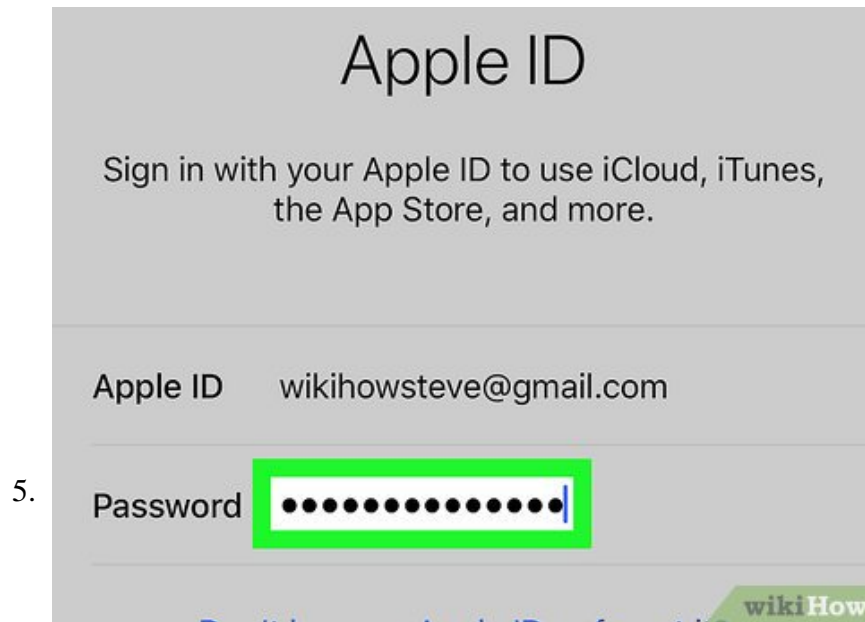 Apple ID
Sign in with your Apple ID to use iCloud, iTunes,
the App Store, and more.
Apple ID wikihowsteve@gmail.com
5.
Password ••••••••••••••
wikiHow